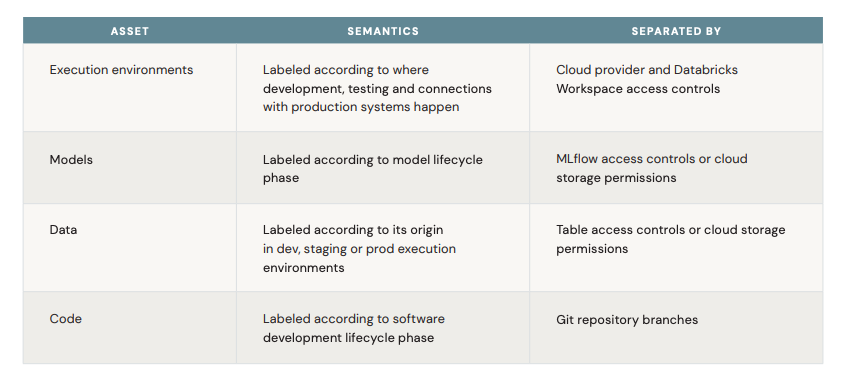 ASSET SEMANTICS SEPARATED BY
Execution environments
Labeled according to where
development, testing and connections
with production systems happen
Cloud provider and Databricks
Workspace access controls
Models
Labeled according to model lifecycle
phase
MLflow access controls or cloud
storage permissions
Data
Labeled according to its origin
in dev, staging or prod execution
environments
Table access controls or cloud storage
permissions
Code
Labeled according to software
development lifecycle phase
Git repository branches